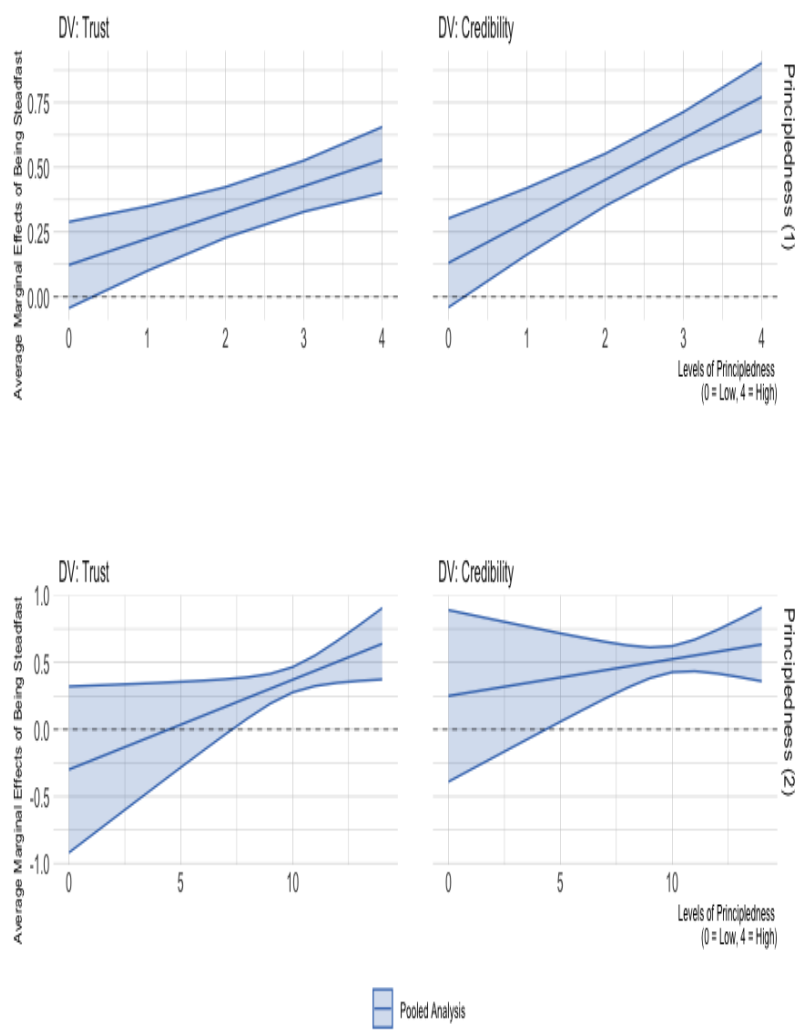 DV: Trust
DV: Credibility
Average Marginal Effects of Being Steadfast
0.75
0.50
0.25
0.00
0 1 2 3 4
0 1 2 3 4
Principledness (1)
Levels of Principledness
(0 = Low, 4 = High)
DV: Trust
DV: Credibility
Average Marginal Effects of Being Steadfast
1.0
0.5
0.0
-0.5
-1.0
0 5 10
0 5 10
Principledness (2)
Levels of Principledness
(0 = Low, 4 = High)
Pooled Analysis